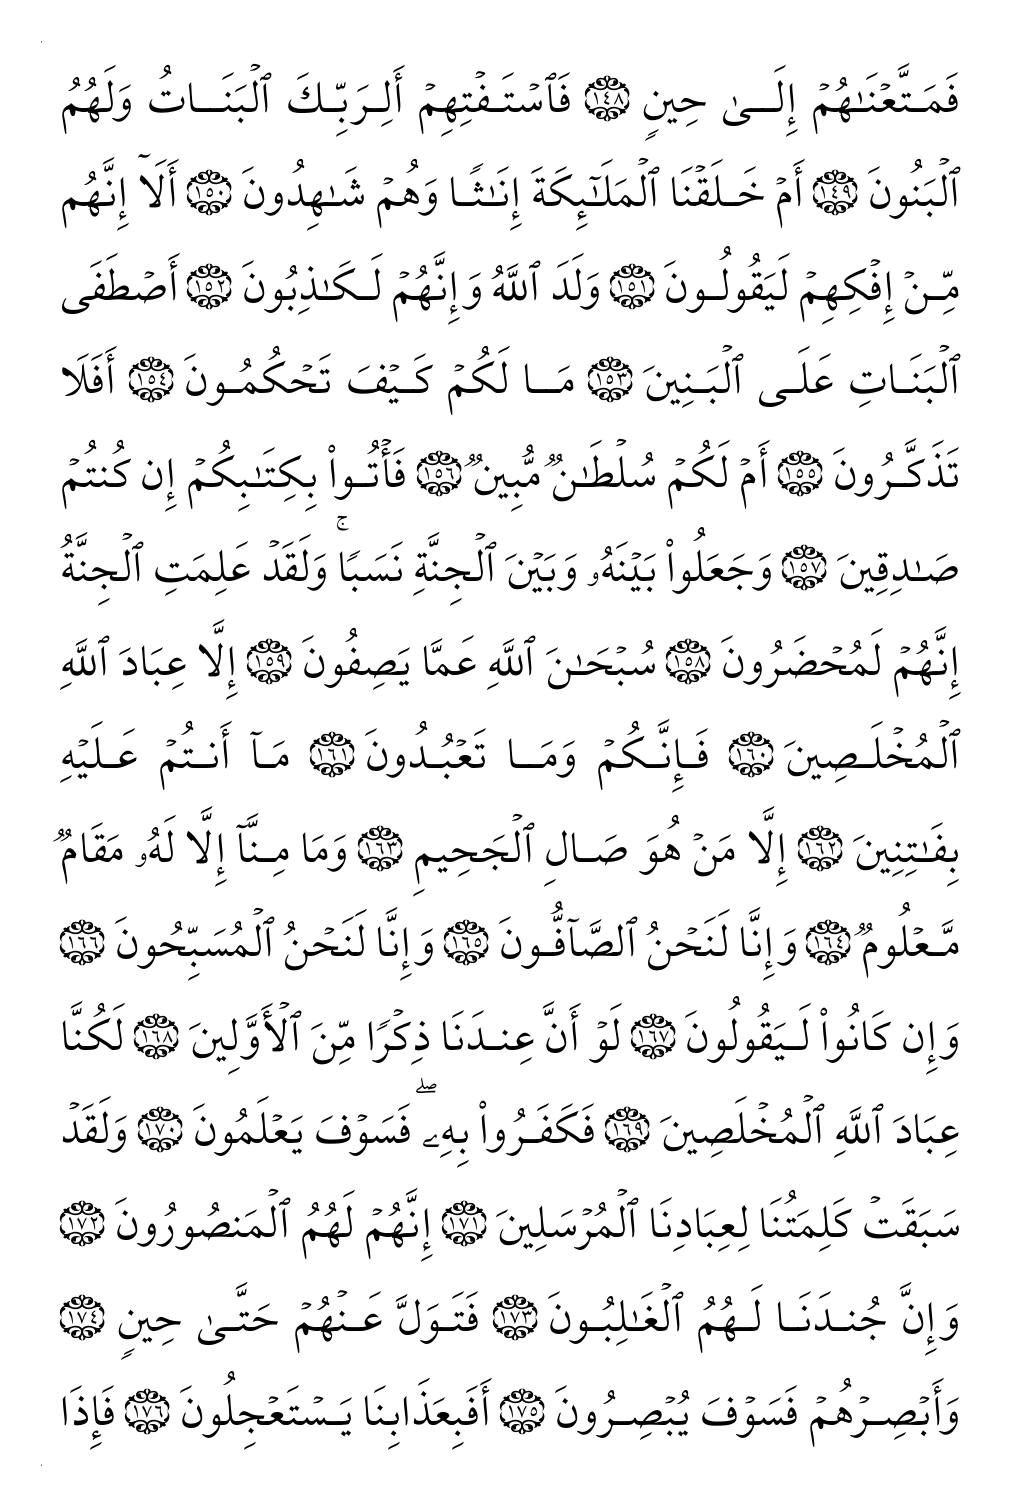 فَمَتَّعۡنَٰهُمۡ إِلَىٰ حِينٖ ١٤٨ فَٱسۡتَفۡتِهِمۡ أَلِرَبِّكَ ٱلۡبَنَاتُ وَلَهُمُ
ٱلۡبَنُونَ ١٤٩ أَمۡ خَلَقۡنَا ٱلۡمَلَٰٓئِكَةَ إِنَٰثٗا وَهُمۡ شَٰهِدُونَ ١٥٠ أَلَآ إِنَّهُم
مِّنۡ إِفۡكِهِمۡ لَيَقُولُونَ ١٥١ وَلَدَ ٱللَّهُ وَإِنَّهُمۡ لَكَٰذِبُونَ ١٥٢ أَصۡطَفَى
ٱلۡبَنَاتِ عَلَى ٱلۡبَنِينَ ١٥٣ مَا لَكُمۡ كَيۡفَ تَحۡكُمُونَ ١٥٤ أَفَلَا
تَذَكَّرُونَ ١٥٥ أَمۡ لَكُمۡ سُلۡطَٰنٞ مُّبِينٞ ١٥٦ فَأۡتُواْ بِكِتَٰبِكُمۡ إِن كُنتُمۡ
صَٰدِقِينَ ١٥٧ وَجَعَلُواْ بَيۡنَهُۥ وَبَيۡنَ ٱلۡجِنَّةِ نَسَبٗاۚ وَلَقَدۡ عَلِمَتِ ٱلۡجِنَّةُ
إِنَّهُمۡ لَمُحۡضَرُونَ ١٥٨ سُبۡحَٰنَ ٱللَّهِ عَمَّا يَصِفُونَ ١٥٩ إِلَّا عِبَادَ ٱللَّهِ
ٱلۡمُخۡلَصِينَ ١٦٠ فَإِنَّكُمۡ وَمَا تَعۡبُدُونَ ١٦١ مَآ أَنتُمۡ عَلَيۡهِ
بِفَٰتِنِينَ ١٦٢ إِلَّا مَنۡ هُوَ صَالِ ٱلۡجَحِيمِ ١٦٣ وَمَا مِنَّآ إِلَّا لَهُۥ مَقَامٞ
مَّعۡلُومٞ ١٦٤ وَإِنَّا لَنَحۡنُ ٱلصَّآفُّونَ ١٦٥ وَإِنَّا لَنَحۡنُ ٱلۡمُسَبِّحُونَ ١٦٦
وَإِن كَانُواْ لَيَقُولُونَ ١٦٧ لَوۡ أَنَّ عِندَنَا ذِكۡرٗا مِّنَ ٱلۡأَوَّلِينَ ١٦٨ لَكُنَّا
عِبَادَ ٱللَّهِ ٱلۡمُخۡلَصِينَ ١٦٩ فَكَفَرُواْ بِهِۦۖ فَسَوۡفَ يَعۡلَمُونَ ١٧٠ وَلَقَدۡ
سَبَقَتۡ كَلِمَتُنَا لِعِبَادِنَا ٱلۡمُرۡسَلِينَ ١٧١ إِنَّهُمۡ لَهُمُ ٱلۡمَنصُورُونَ ١٧٢
وَإِنَّ جُندَنَا لَهُمُ ٱلۡغَٰلِبُونَ ١٧٣ فَتَوَلَّ عَنۡهُمۡ حَتَّىٰ حِينٖ ١٧٤
وَأَبۡصِرۡهُمۡ فَسَوۡفَ يُبۡصِرُونَ ١٧٥ أَفَبِعَذَابِنَا يَسۡتَعۡجِلُونَ ١٧٦ فَإِذَا